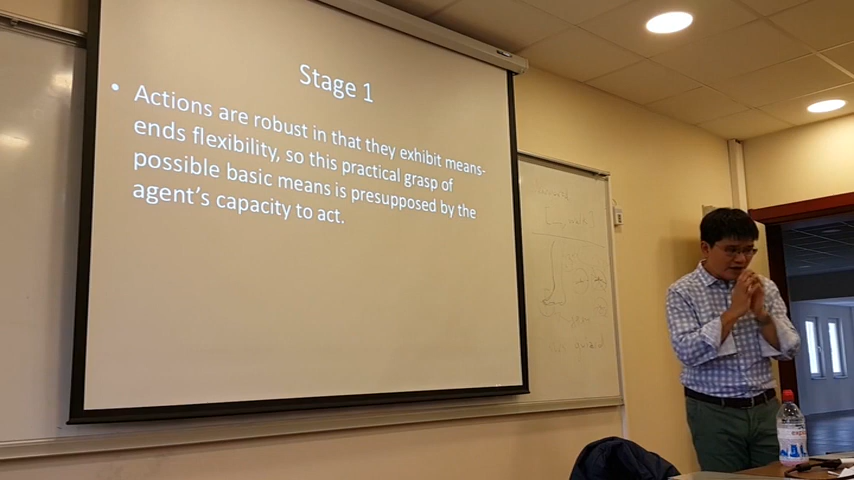 Stage 1
• Actions are robust in that they exhibit means-
ends flexibility, so this practical grasp of
possible basic means is presupposed by the
agent's capacity to act.